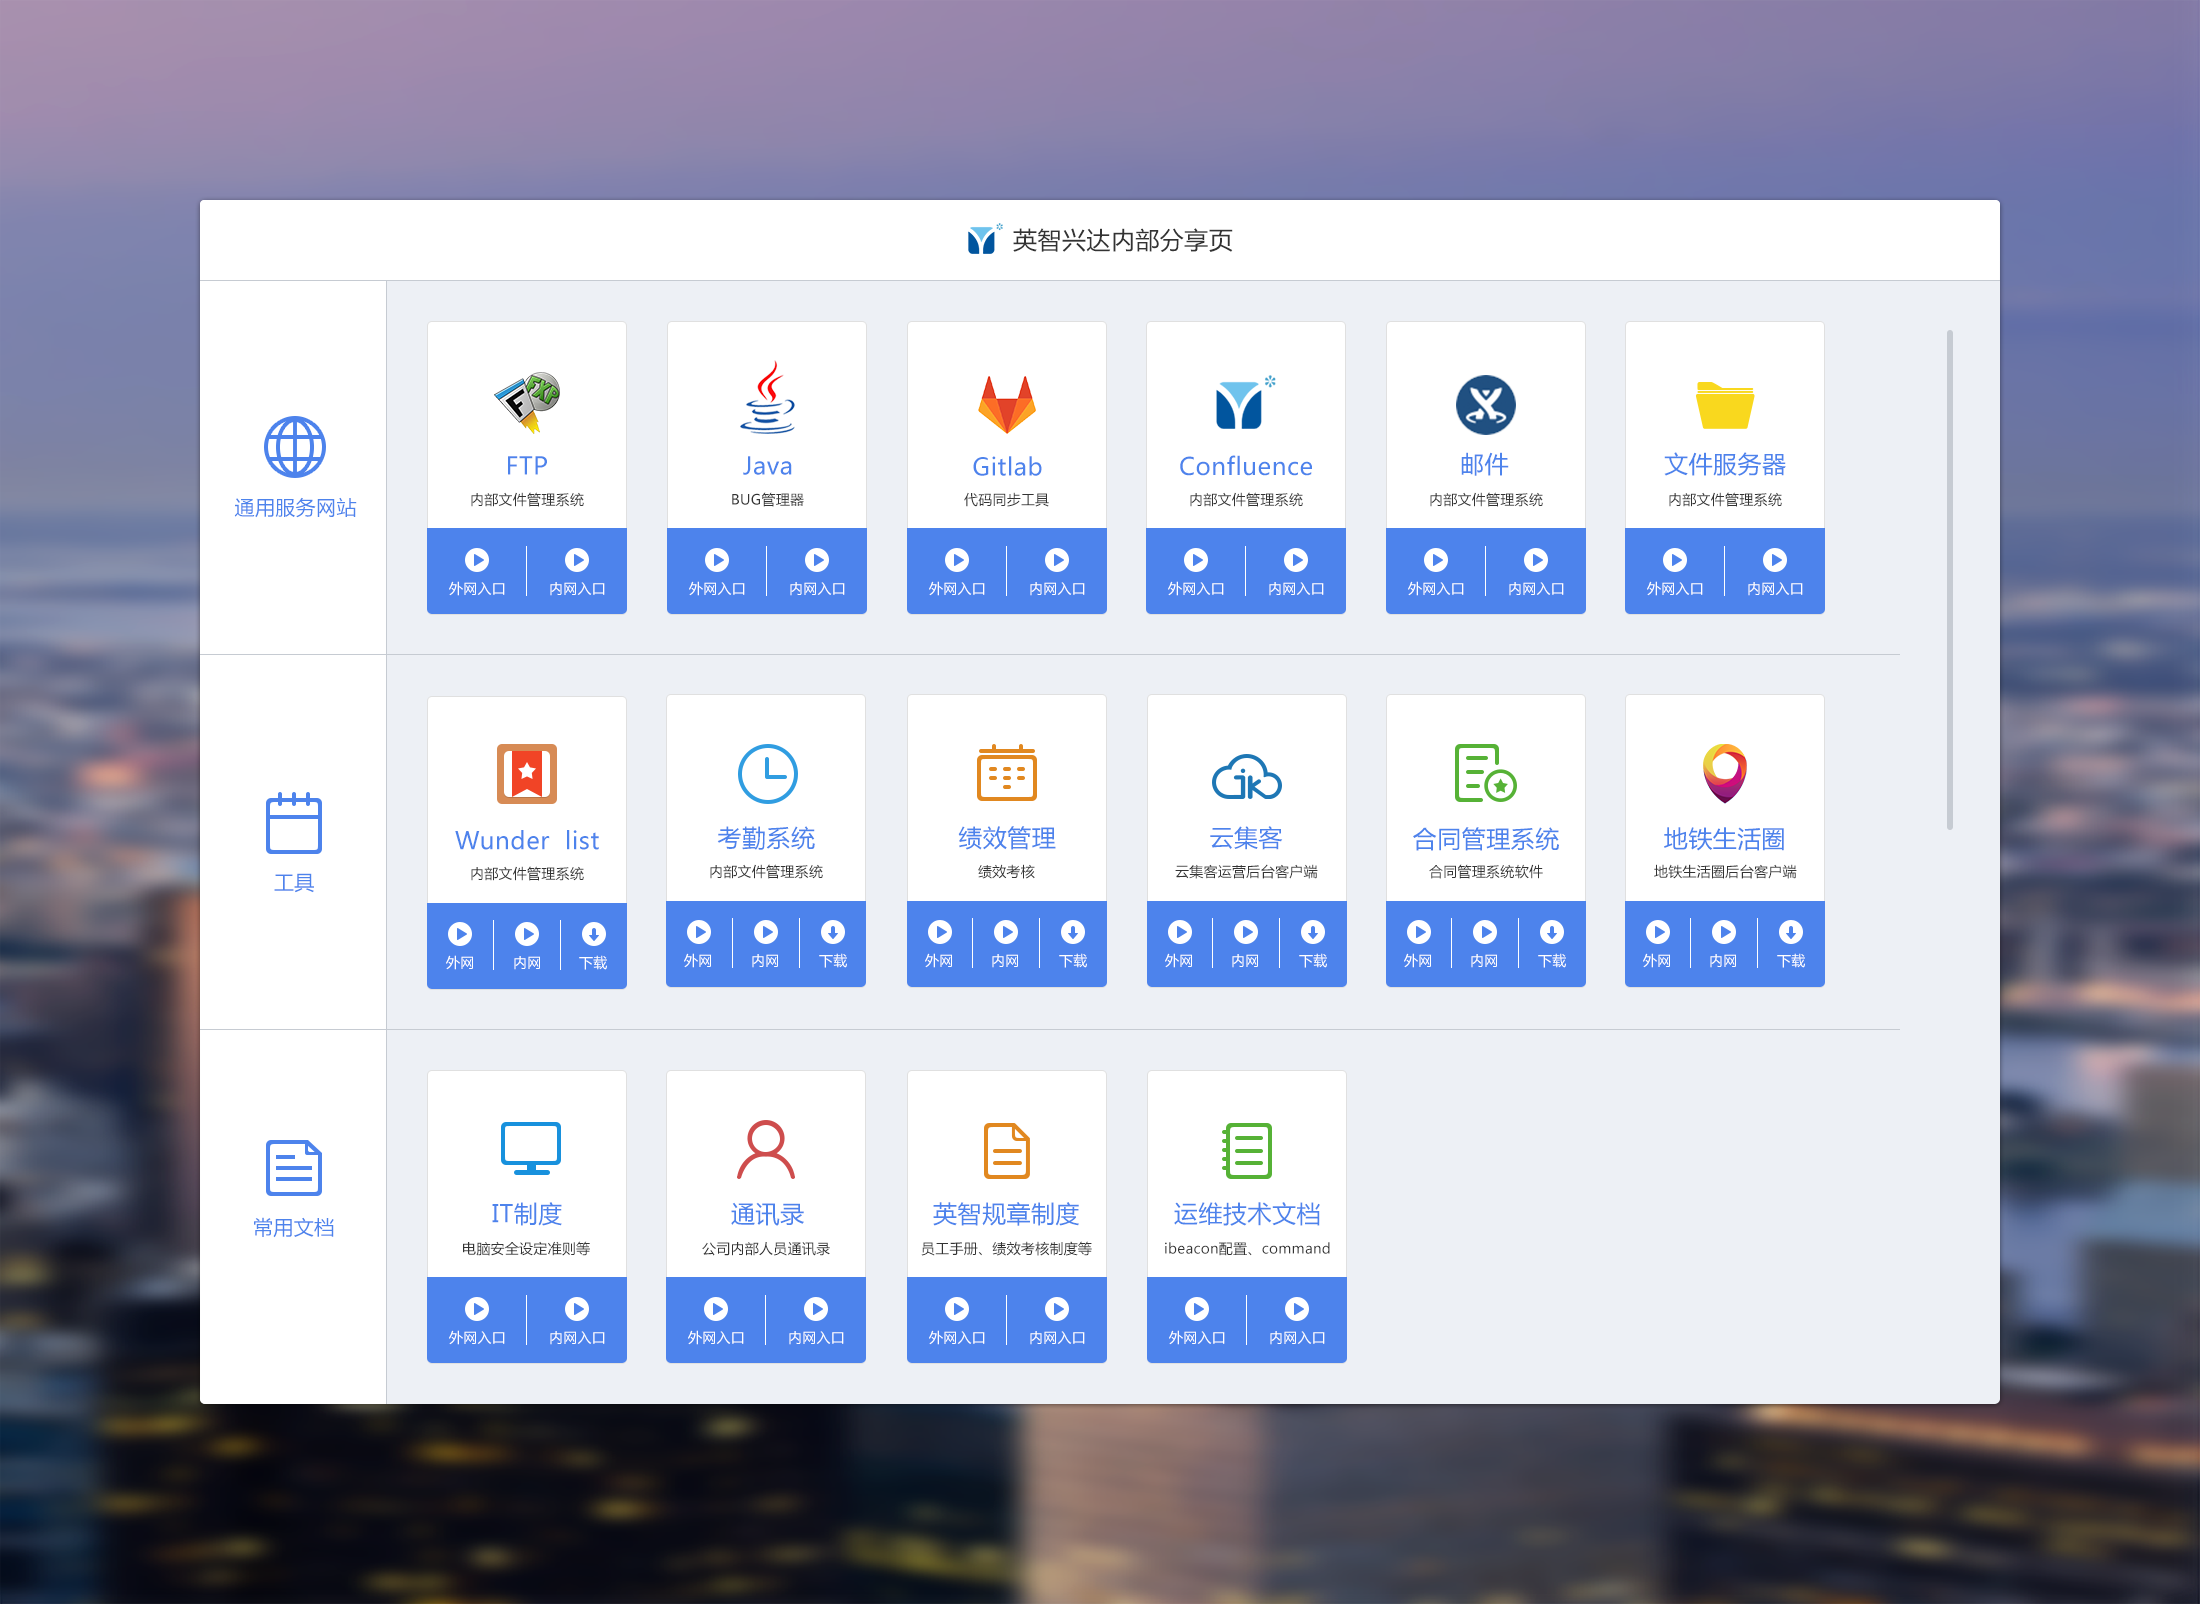 英智兴达内部分享页
通用服务网站
FTP
内部文件管理系统
外网入口 内网入口
Java
BUG管理器
外网入口 内网入口
Gitlab
代码同步工具
外网入口 内网入口
Confluence
内部文件管理系统
外网入口 内网入口
邮件
内部文件管理系统
外网入口 内网入口
文件服务器
内部文件管理系统
外网入口 内网入口
工具
Wunder list
内部文件管理系统
外网 内网 下载
考勤系统
内部文件管理系统
外网 内网 下载
绩效管理
绩效考核
外网 内网 下载
云集客
云集客运营后台客户端
外网 内网 下载
合同管理系统
合同管理系统软件
外网 内网 下载
地铁生活圈
地铁生活圈后台客户端
外网 内网 下载
常用文档
IT制度
电脑安全设定准则等
外网入口 内网入口
通讯录
公司内部人员通讯录
外网入口 内网入口
英智规章制度
员工手册、绩效考核制度等
外网入口 内网入口
运维技术文档
ibeacon配置、command
外网入口 内网入口